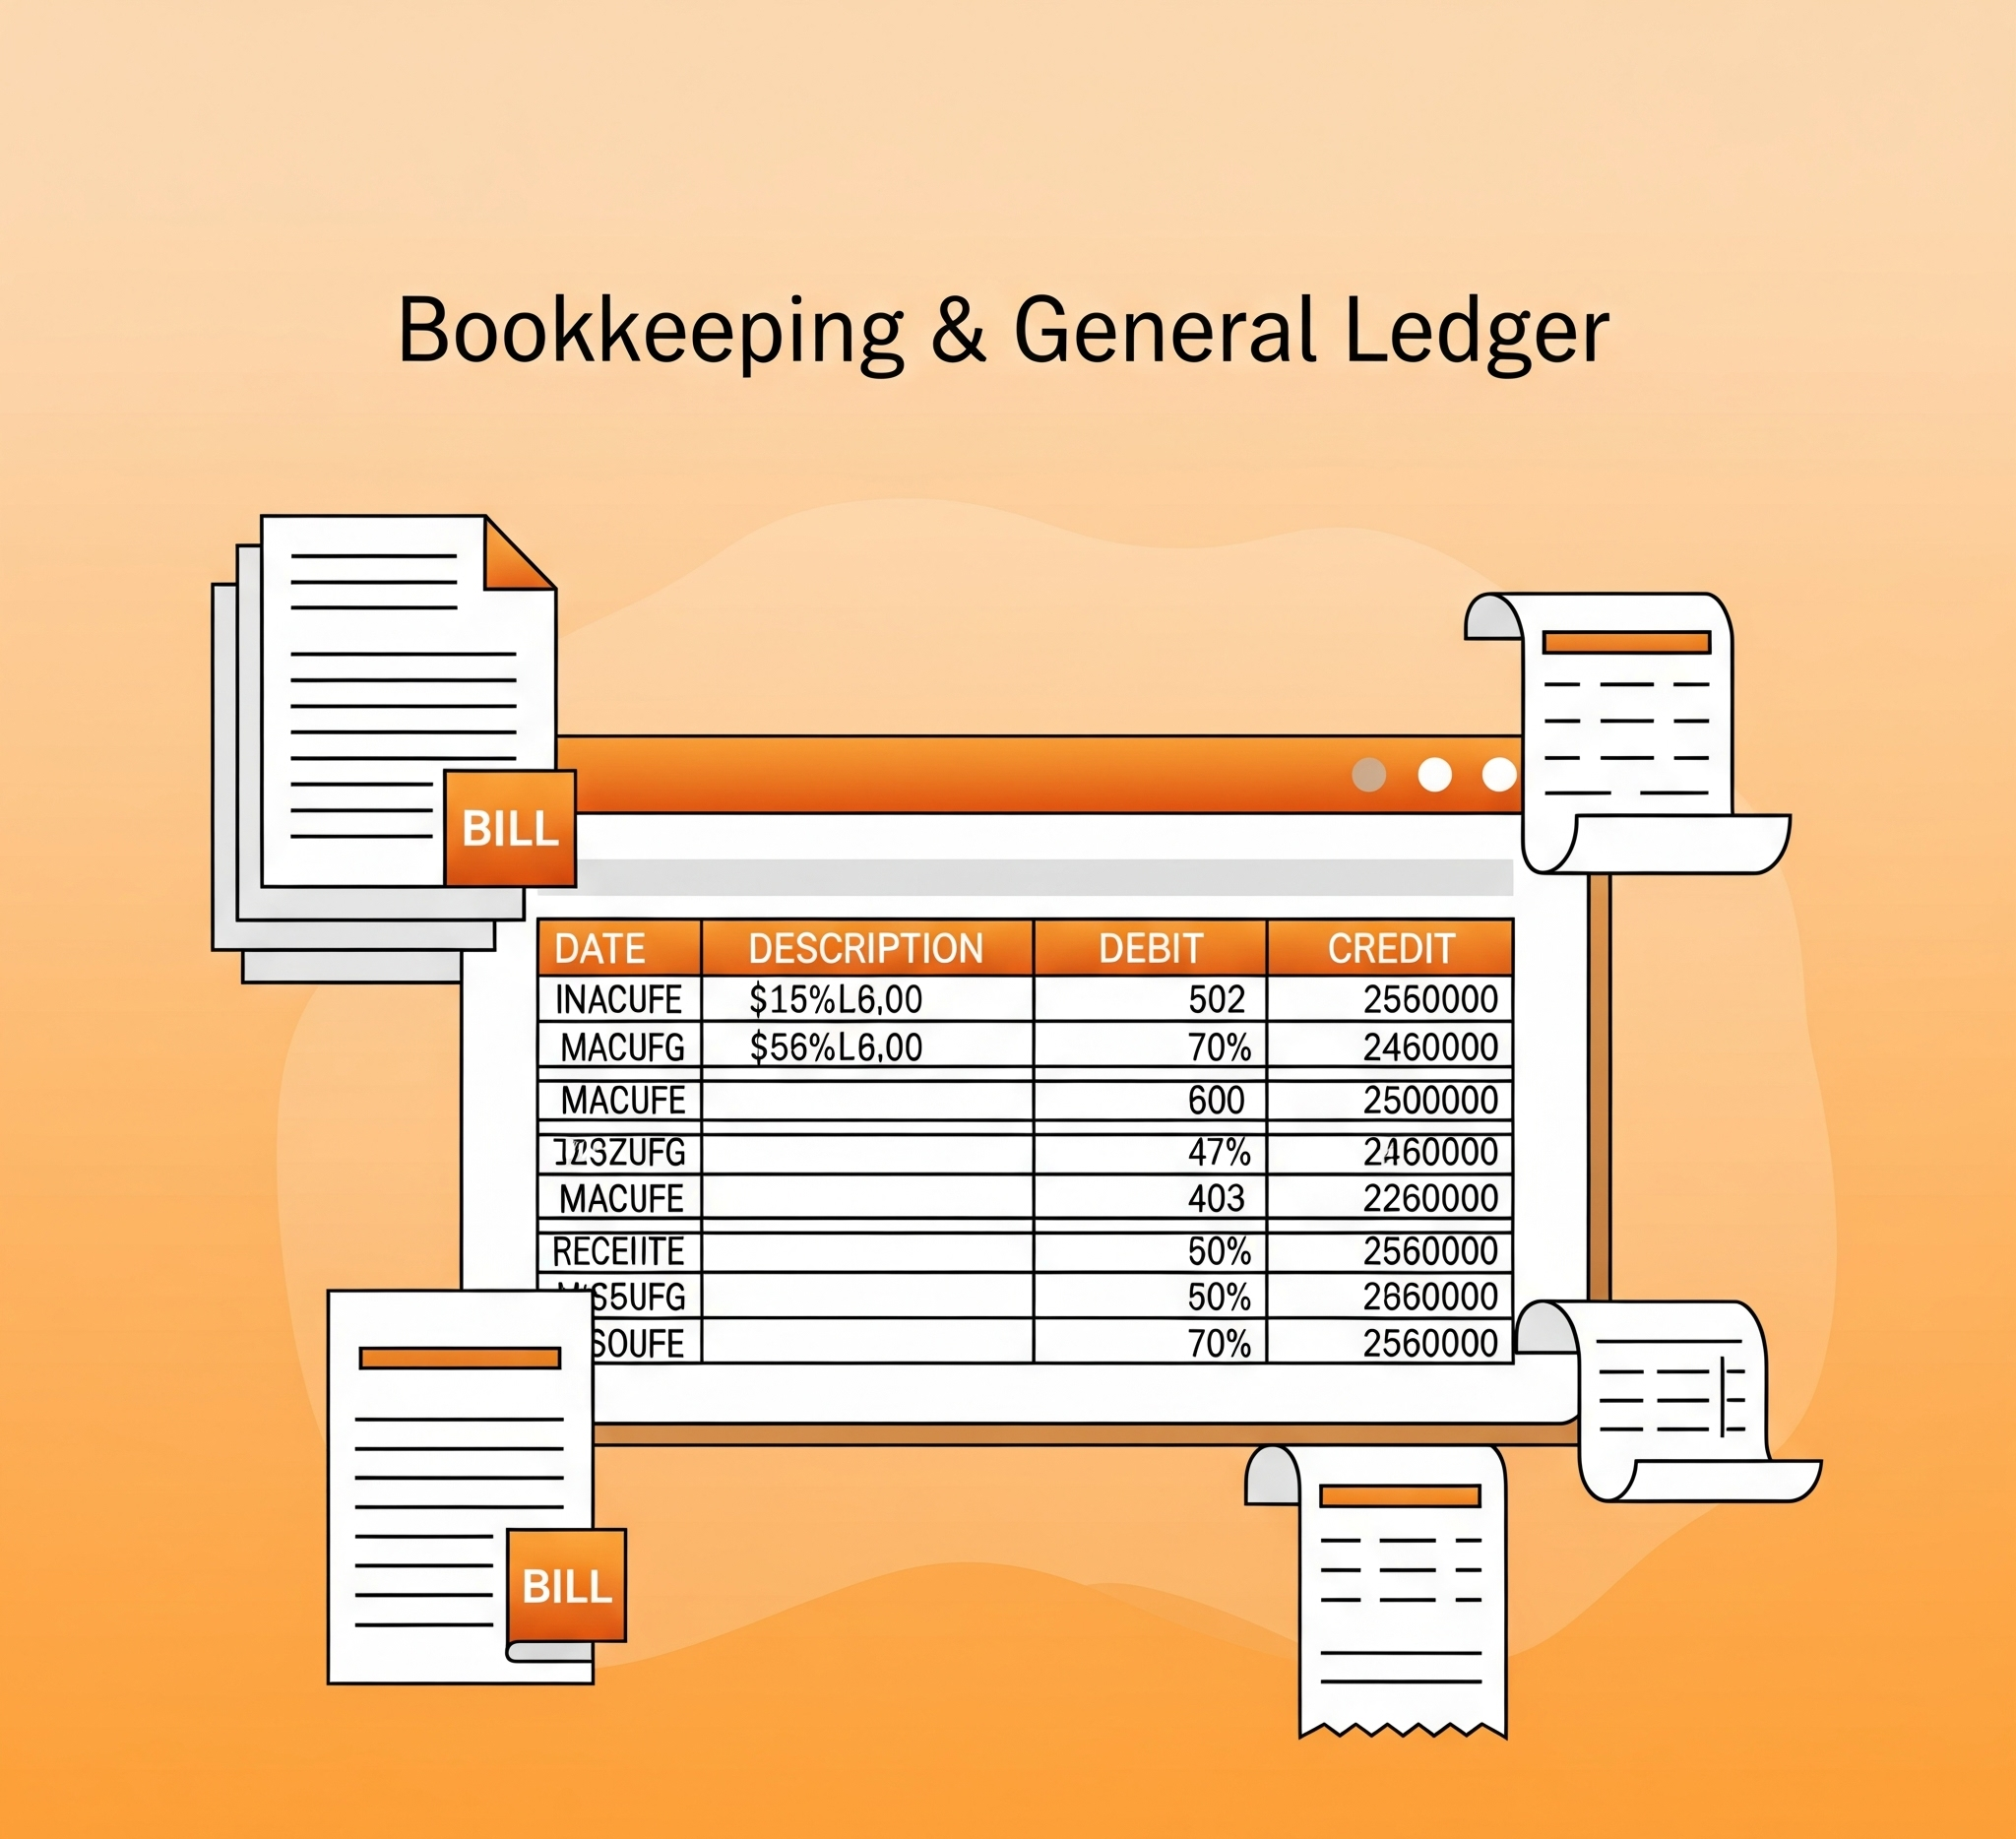 Bookkeeping & General Ledger
BILL
DATE DESCRIPTION DEBIT CREDIT
INACUFE $15%L6,00 502 2560000
MACUFG $56%L6,00 70% 2460000
MACUFE 600 2500000
47% 2460000
MACUFE 403 2260000
RECEIITE 50% 2560000
50% 2660000
SOUFE 70% 2560000
BILL